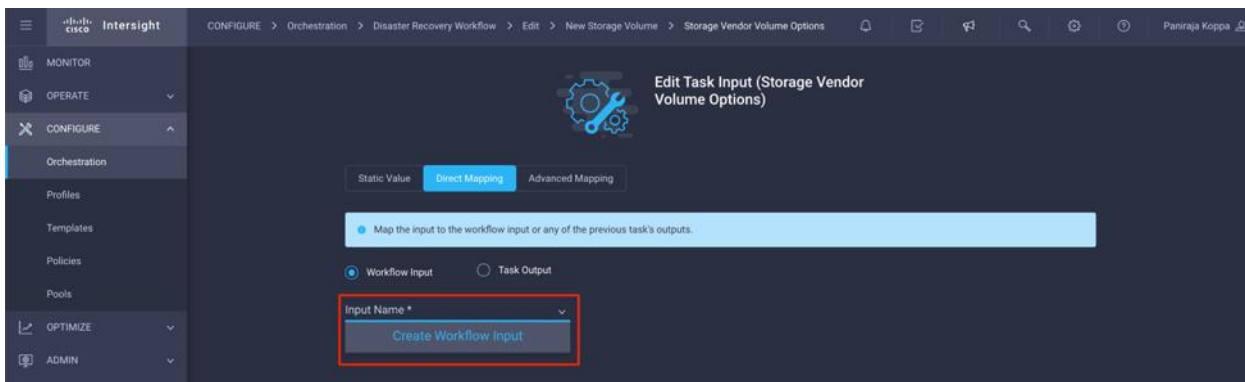 cisco Intersight
CONFIGURE > Orchestration > Disaster Recovery Workflow > Edit > New Storage Volume > Storage Vendor Volume Options
Paniraja Koppa
MONITOR
OPERATE
CONFIGURE
Orchestration
Profiles
Templates
Policies
Pools
OPTIMIZE
ADMIN
Edit Task Input (Storage Vendor
Volume Options)
Static Value Direct Mapping Advanced Mapping
Map the input to the workflow input or any of the previous task's outputs.
Workflow Input Task Output
Input Name *
Create Workflow Input